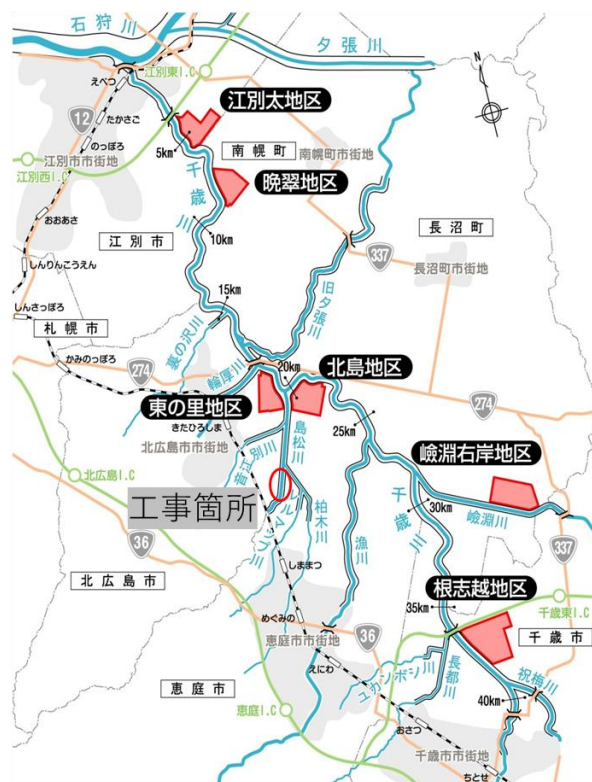 石狩川
夕張川
江別東I.C
えべつ
N
たかさご
江別太地区
12
5km
南幌町
のっぽろ
南幌町市街地
江別市市街地
江別西I.C
千歳川
晩翠地区
おおあさ
長沼町
江別市
10km
337
しんりんこうえん
長沼町市街地
旧夕張川
しんさっぽろ
15km
札幌市
裏の沢川
かみのっぽろ
274
輪厚川
20km
北島地区
東の里地区
274
きたひろしま
25km
北広島市市街地
島松川
嶮淵右岸地区
北広島I.C
音江別川
工事箇所
ルルマップ川
柏木川
漁川
千歳川
30km
嶮淵川
36
337
しままつ
北広島市
根志越地区
35km
めぐみの
36
千歳東I.C
恵庭市市街地
千歳市
えにわ
ユカンボシ川
長都川
祝梅川
恵庭市
恵庭I.C
40km
おさつ
千歳市市街地
ちとせ